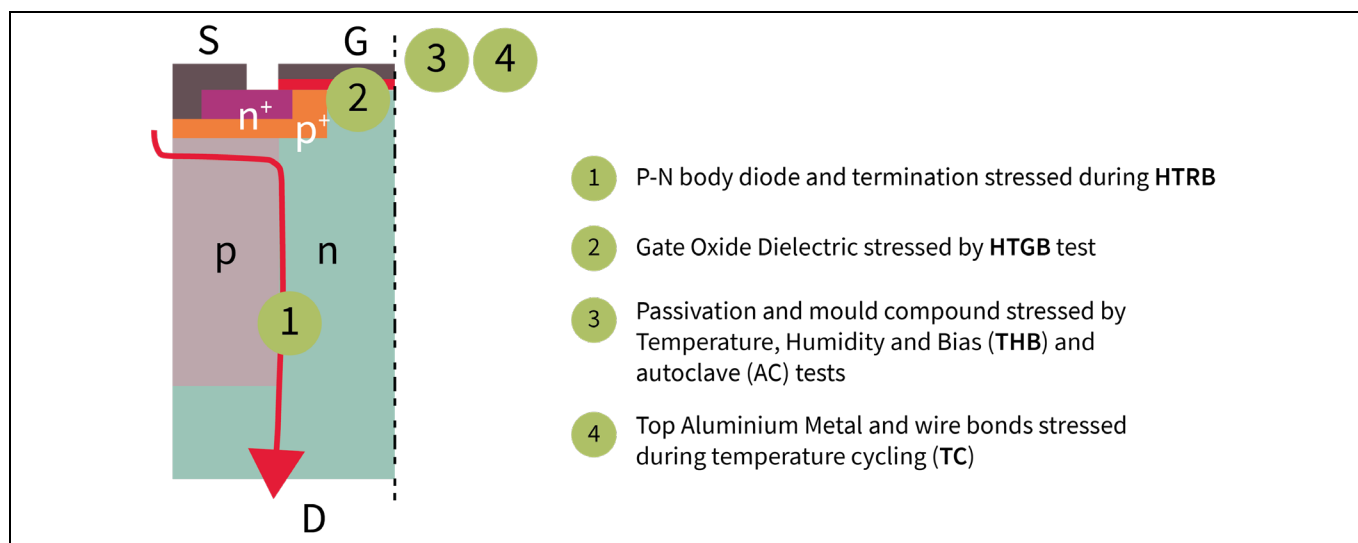 S G
3 4
2
n+
p+
p n
1
D
1 P-N body diode and termination stressed during HTRB
2 Gate Oxide Dielectric stressed by HTGB test
3 Passivation and mould compound stressed by
Temperature, Humidity and Bias (THB) and
autoclave (AC) tests
4 Top Aluminium Metal and wire bonds stressed
during temperature cycling (TC)